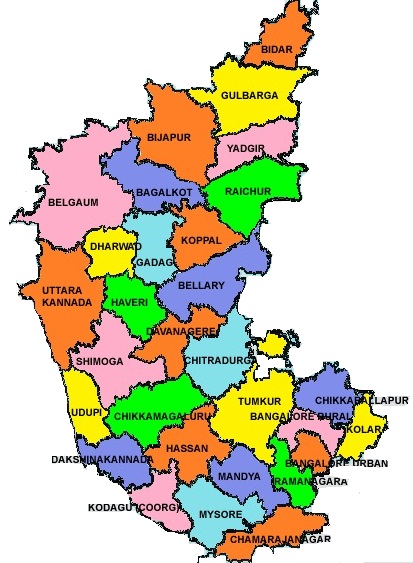 BIDAR
GULBARGA
BIJAPUR
YADGIR
BAGALKOT
RAICHUR
BELGAUM
DHARWAD
KOPPAL
GADAG
BELLARY
UTTARA
KANNADA
HAVERI
DAVANAGERE
SHIMOGA
CHITRADURGA
TUMKUR
CHIKKABALLAPUR
UDUPI
CHIKKAMAGALURU
BANGALORE RURAL
KOLAR
HASSAN
DAKSHINAKANNADA
BANGALORE URBAN
MANDYA
RAMANAGARA
KODAGU (COORG)
MYSORE
CHAMARAJANAGAR